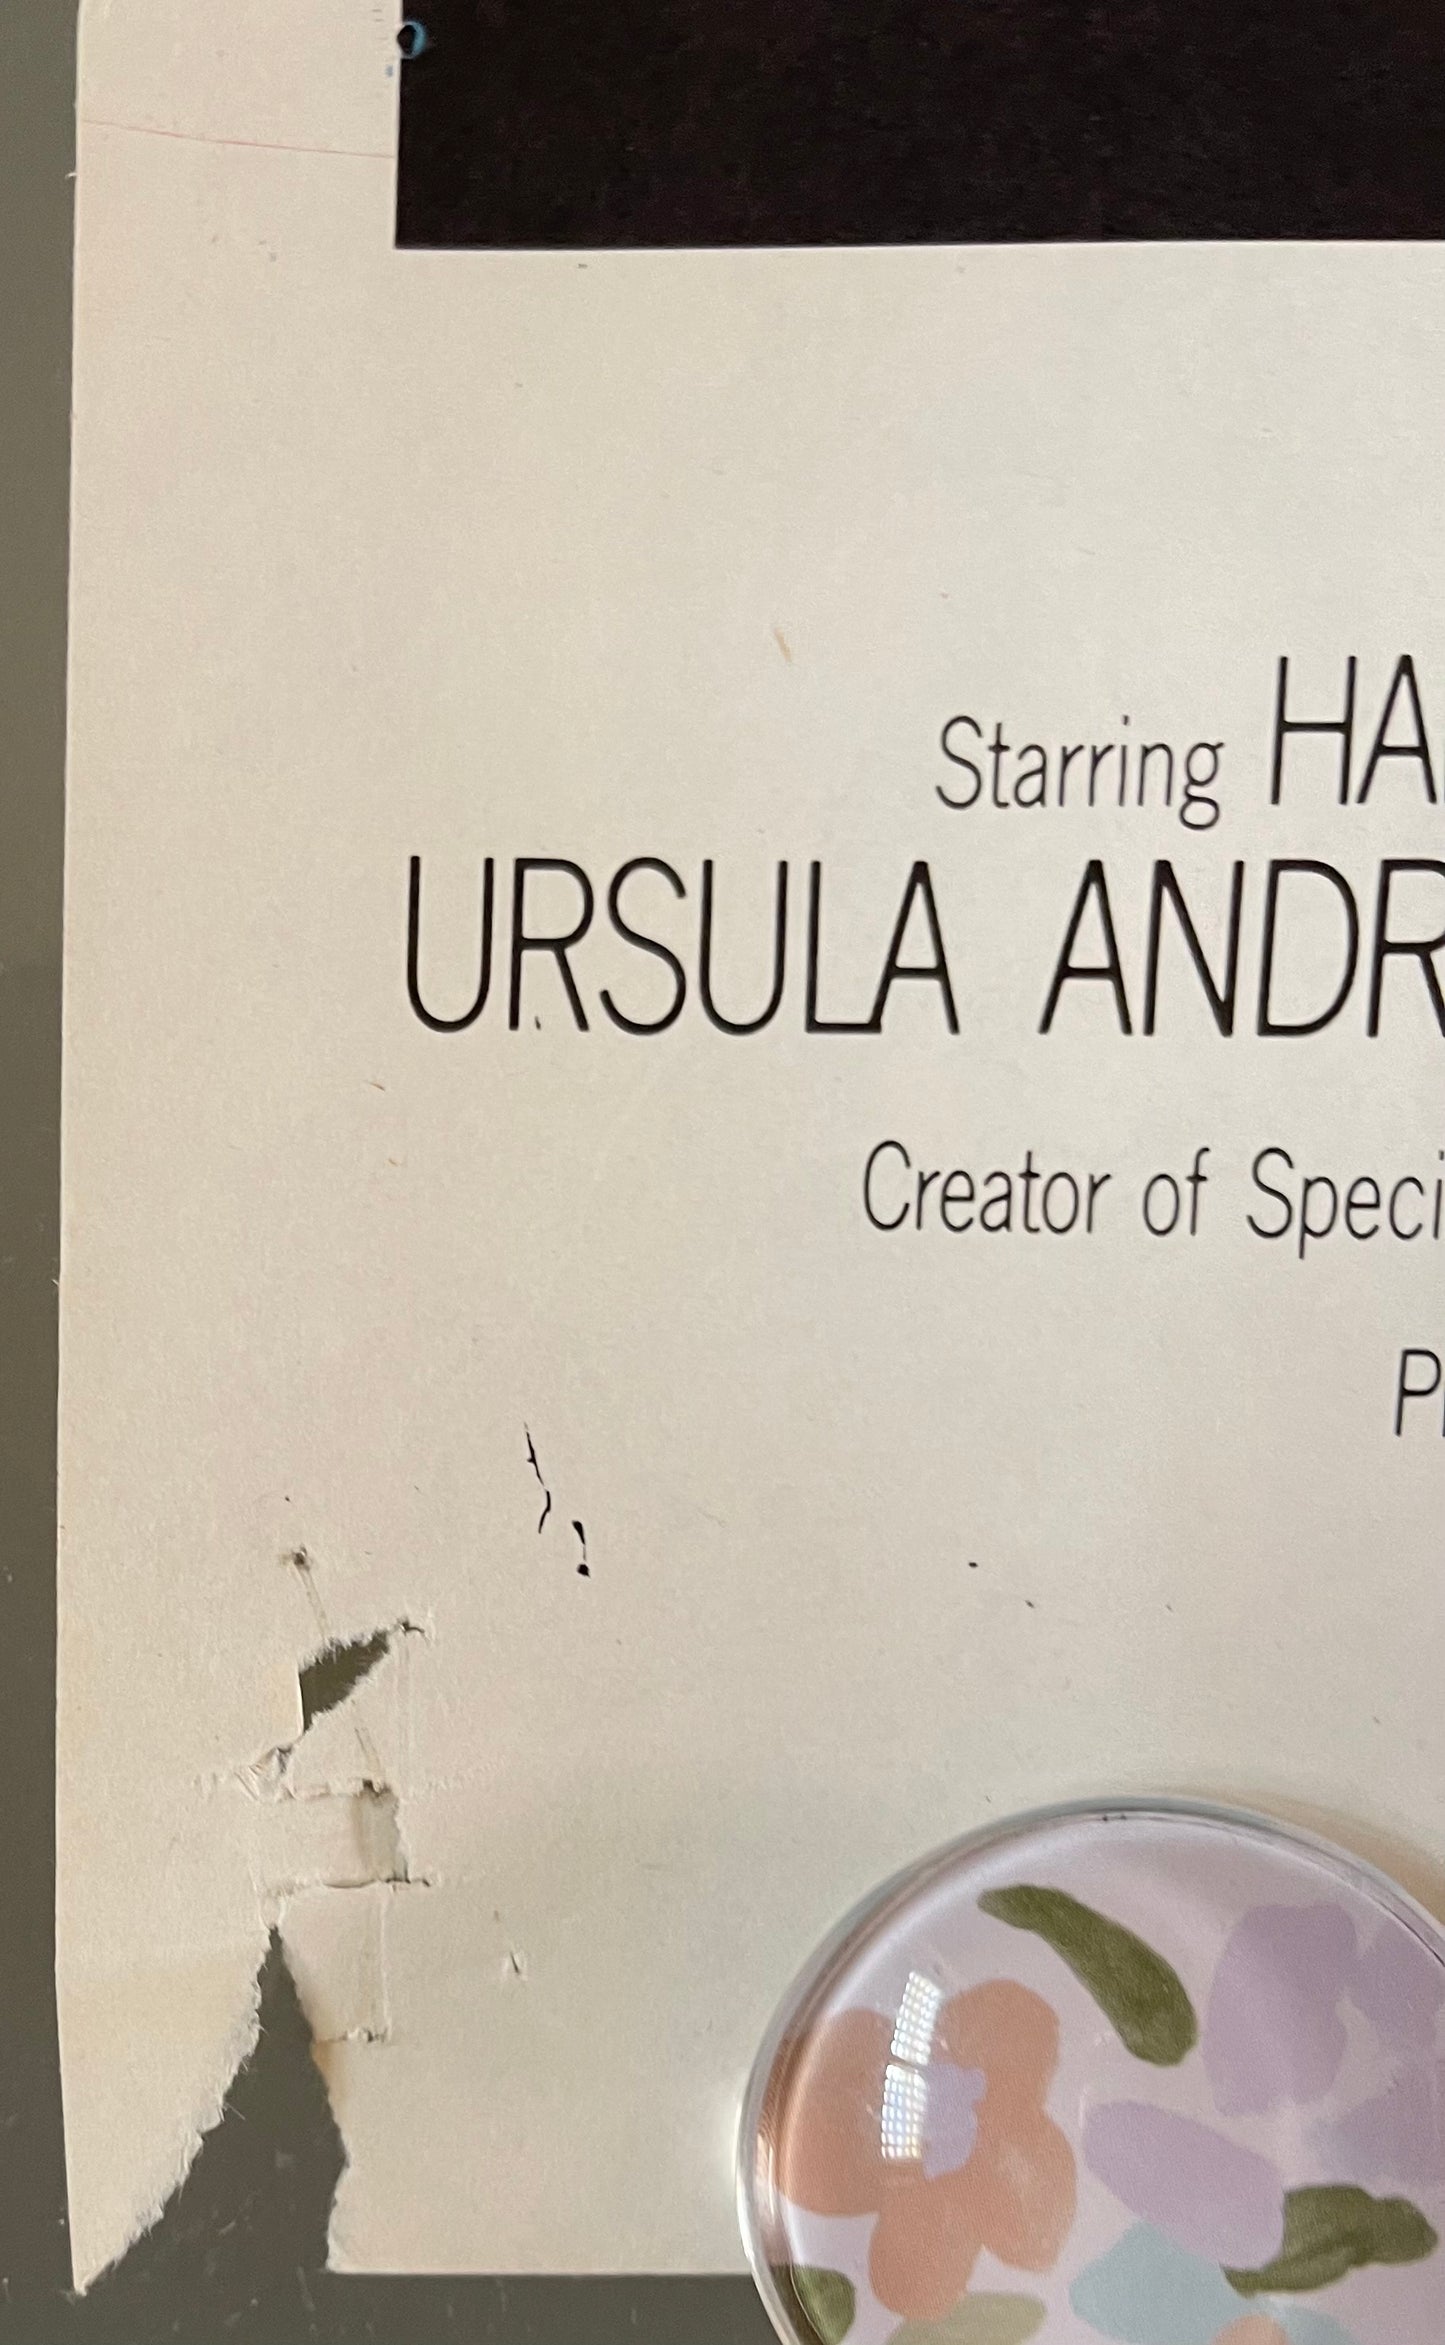 Starring HA
URSULA ANDR
Creator of Speci
P